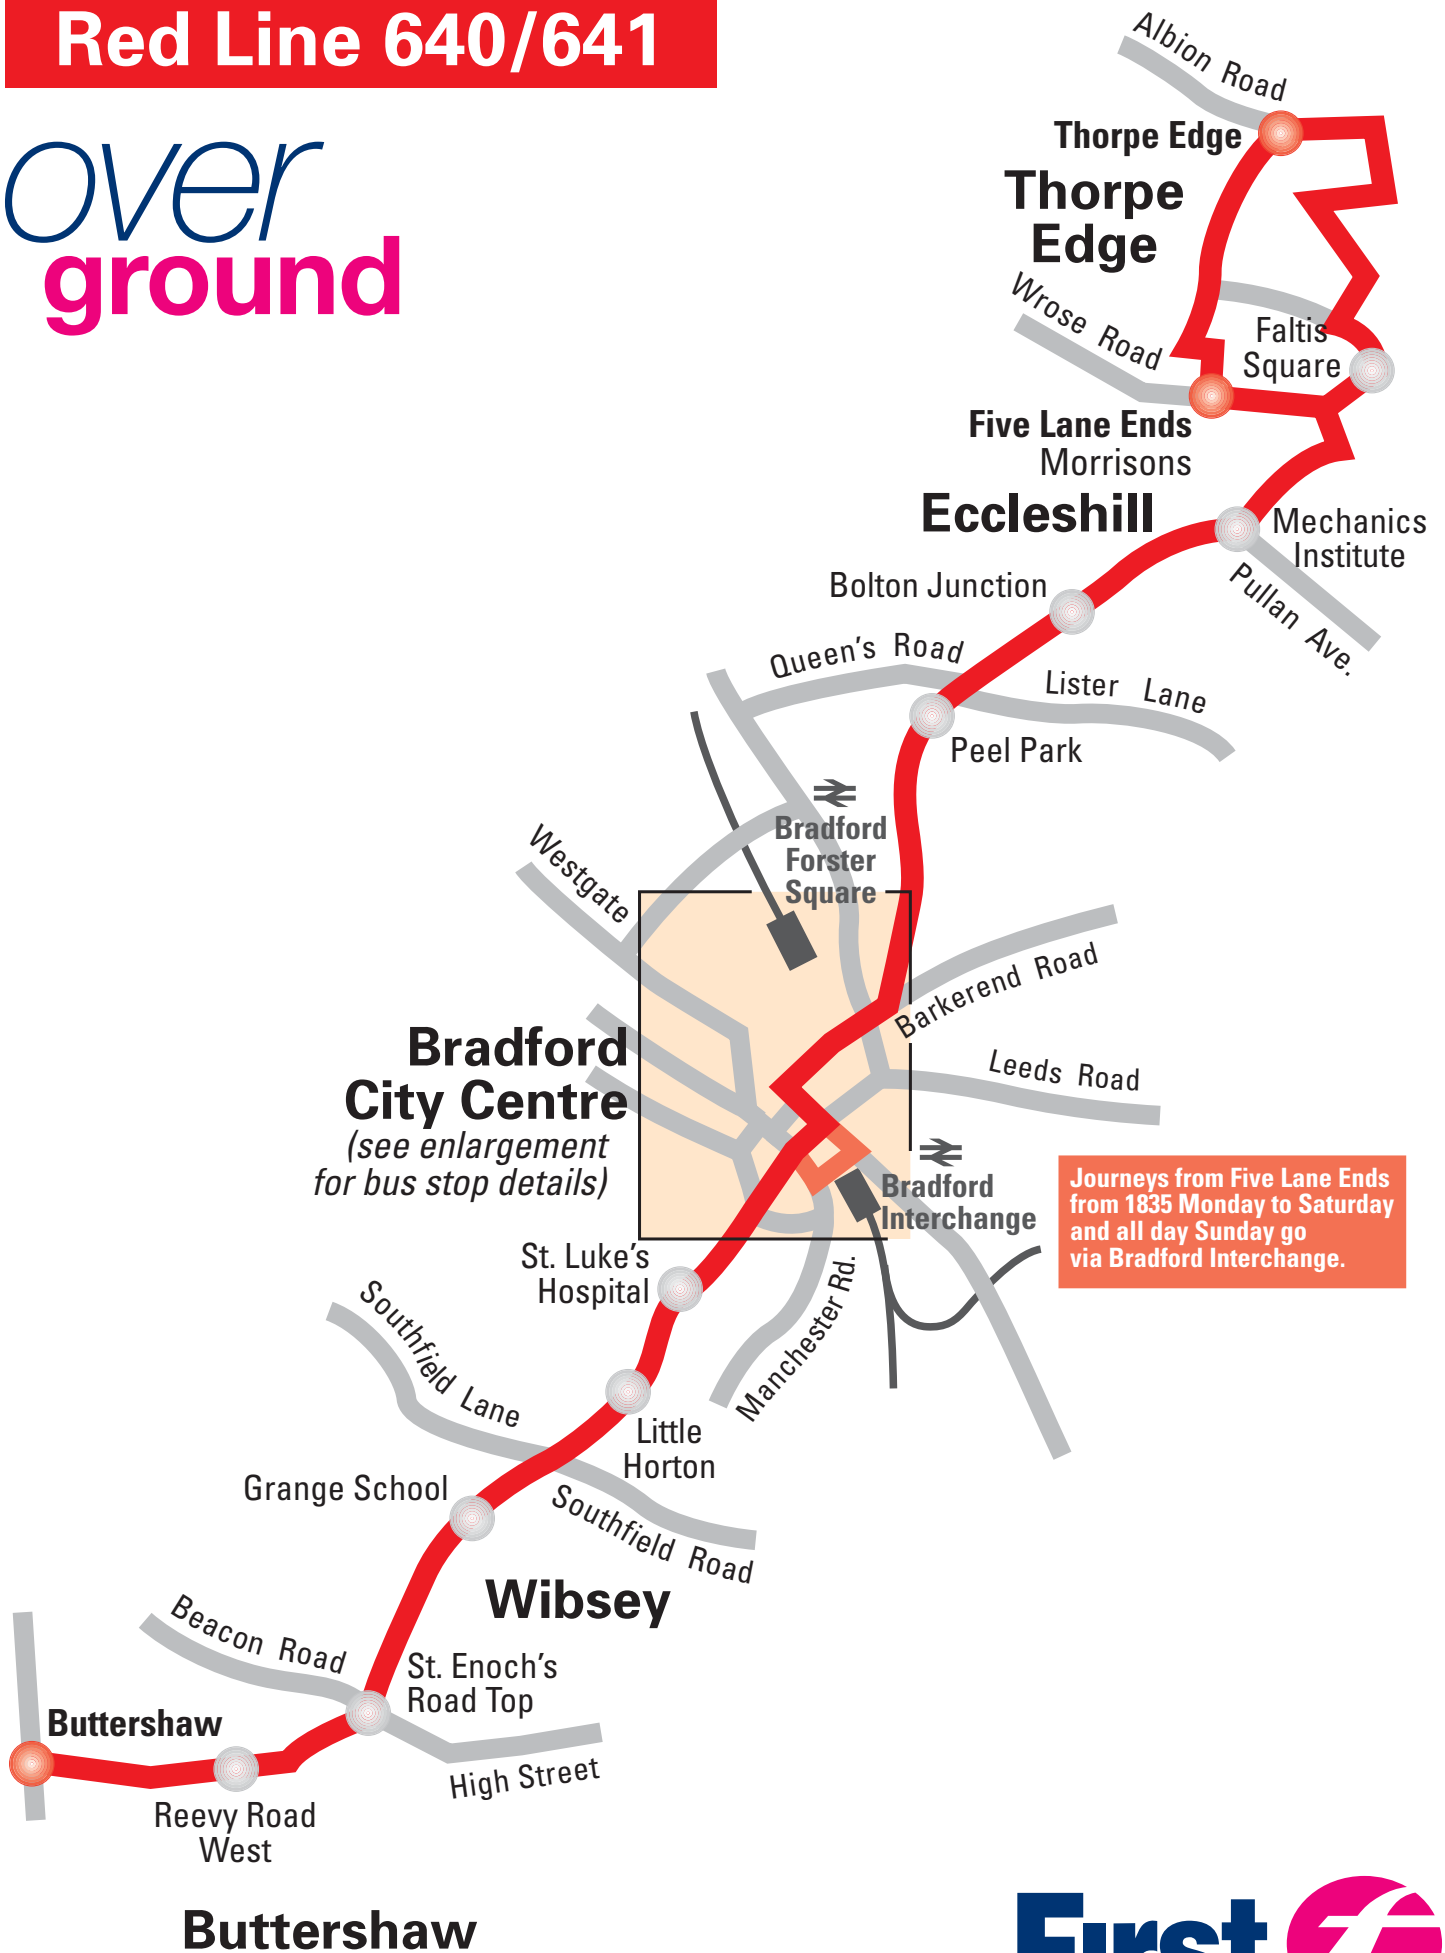 Red Line 640/641
over
ground
Albion Road
Thorpe Edge
Thorpe
Edge
Wrose Road
Faltis
Square
Five Lane Ends
Morrisons
Eccleshill
Mechanics
Institute
Pullan Ave.
Bolton Junction
Queen's Road
Lister Lane
Peel Park
Bradford
Forster
Square
Westgate
Barkerend Road
Bradford
City Centre
(see enlargement
for bus stop details)
Leeds Road
Bradford
Interchange
Journeys from Five Lane Ends
from 1835 Monday to Saturday
and all day Sunday go
via Bradford Interchange.
St. Luke's
Hospital
Manchester Rd.
Southfield Lane
Little
Horton
Grange School
Southfield Road
Wibsey
Beacon Road
St. Enoch's
Road Top
Buttershaw
High Street
Reevy Road
West
Buttershaw
First